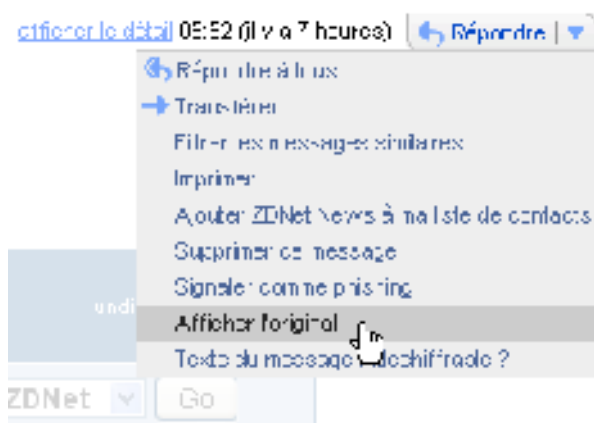 afficher le détail 05:52 (il y a 7 heures) Répondre
Répondre à tous
Transférer
Filtrer les messages similaires
Imprimer
Ajouter ZDNet News à ma liste de contacts
Supprimer ce message
Signaler comme phishing
undi
Afficher l'original
Texte du message indéchiffrable ?
ZDNet Go